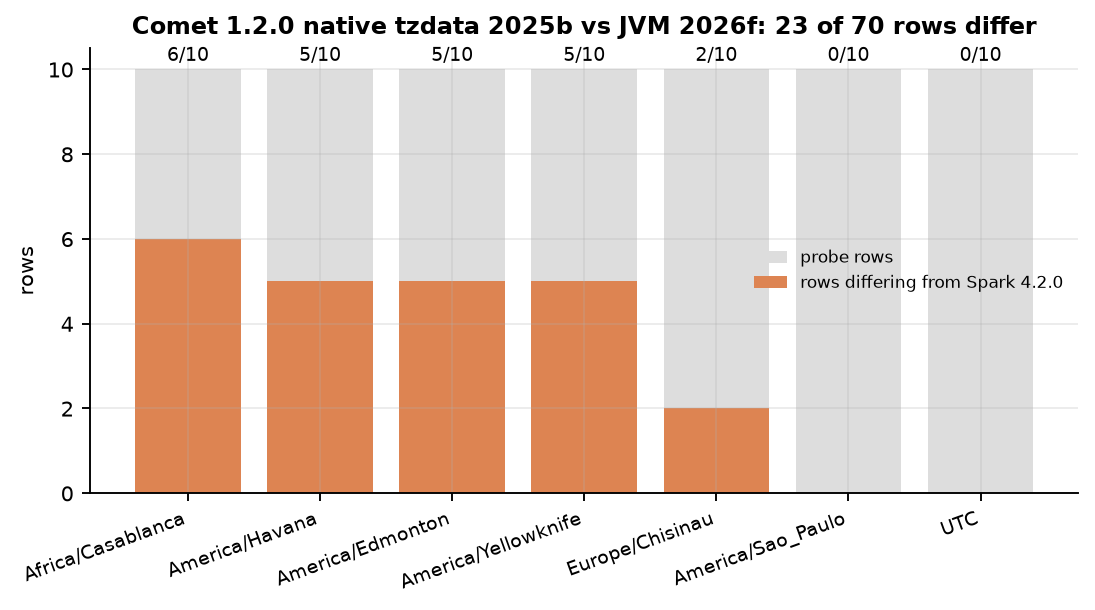 Comet 1.2.0 native tzdata 2025b vs JVM 2026f: 23 of 70 rows differ
6/10 5/10 5/10 5/10 2/10 0/10 0/10
10
8
6
4
2
0
rows
probe rows
rows differing from Spark 4.2.0
Africa/Casablanca
America/Havana
America/Edmonton
America/Yellowknife
Europe/Chisinau
America/Sao_Paulo
UTC